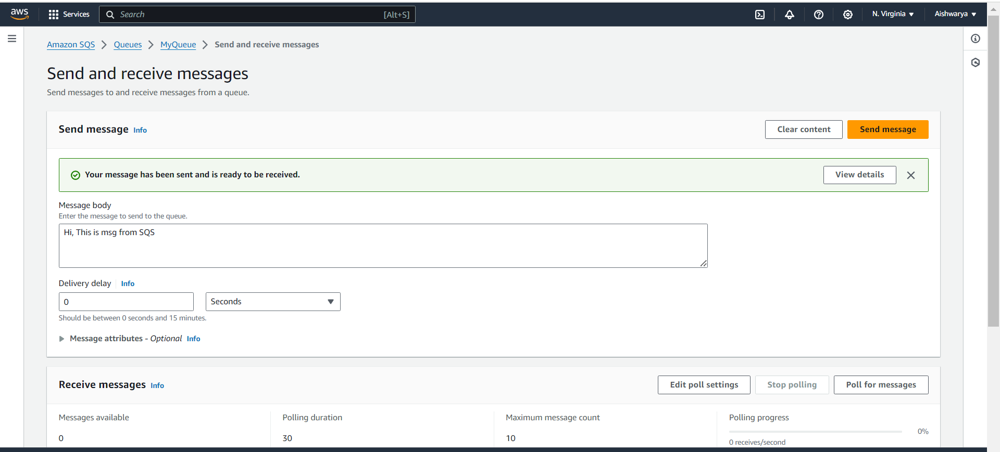 aws
Services
Search [Alt+S]
N. Virginia
Aishwarya
Amazon SQS
Queues
MyQueue
Send and receive messages
Send and receive messages
Send messages to and receive messages from a queue.
Send message Info
Clear content
Send message
Your message has been sent and is ready to be received.
View details
Message body
Enter the message to send to the queue.
Hi, This is msg from SQS
Delivery delay Info
0
Seconds
Should be between 0 seconds and 15 minutes.
Message attributes - Optional Info
Receive messages Info
Edit poll settings
Stop polling
Poll for messages
Messages available
0
Polling duration
30
Maximum message count
10
Polling progress
0%
0 receives/second